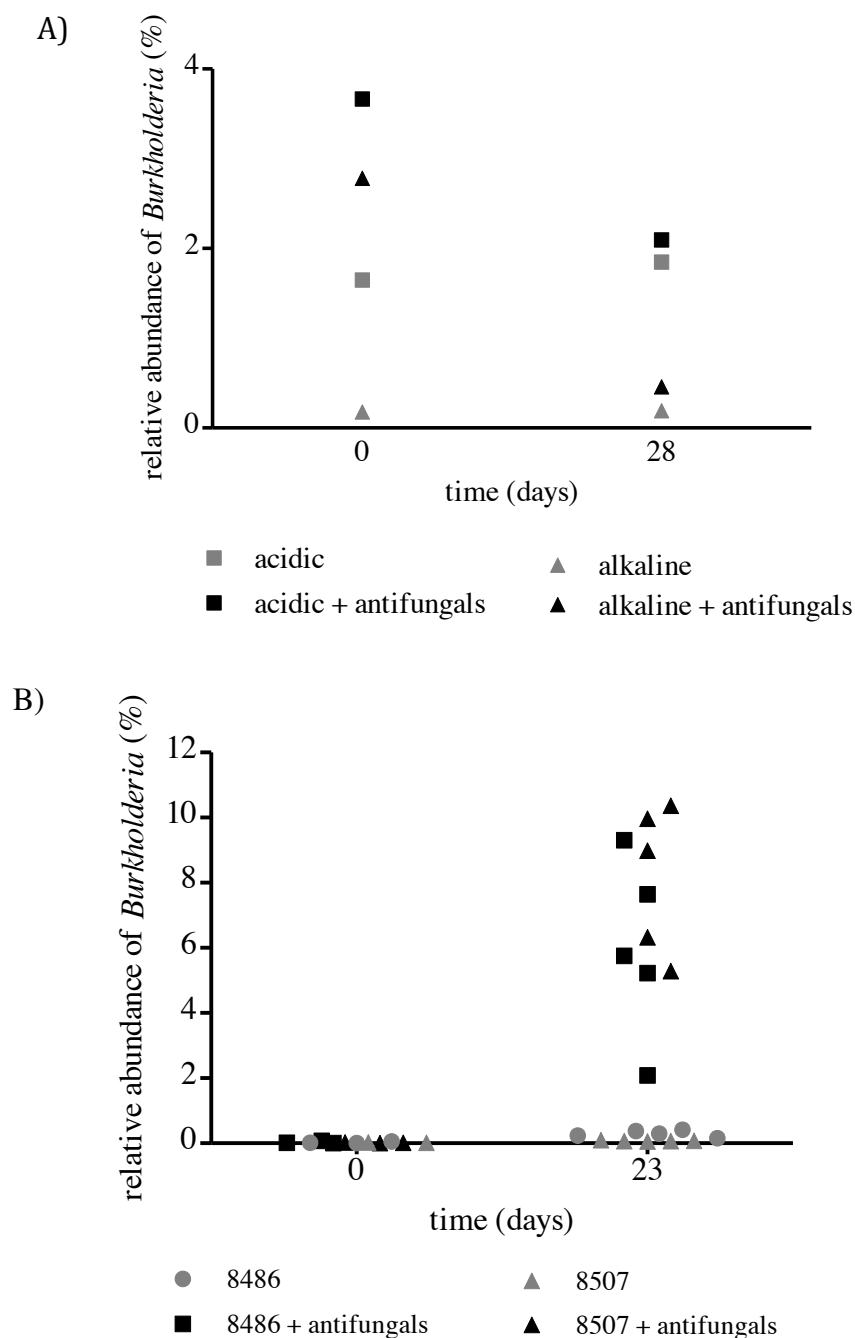 A)
relative abundance of Burkholderia (%)
4
2
0
0 28
time (days)
acidic alkaline
acidic + antifungals alkaline + antifungals
B)
relative abundance of Burkholderia (%)
12
10
8
6
4
2
0
0 23
time (days)
8486 8507
8486 + antifungals 8507 + antifungals